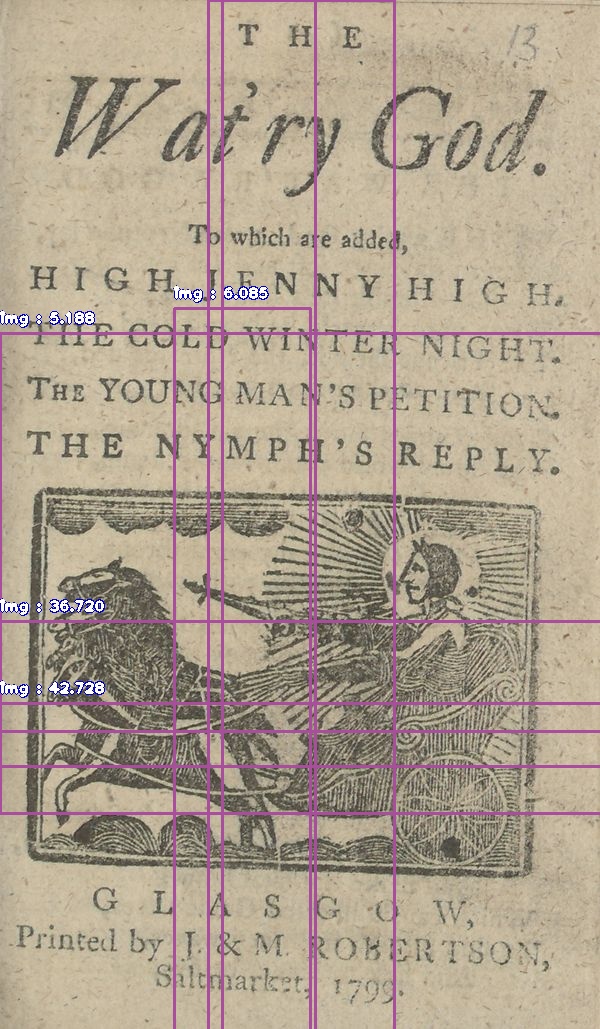 13
THE
Wat'ry God.
To which are added,
HIGH JENNY HIGH.
THE COLD WINTER NIGHT.
THE YOUNG MAN'S PETITION.
THE NYMPH'S REPLY.
img : 6.085
img : 5.188
img : 36.720
img : 42.728
GLASGOW,
Printed by J. & M. ROBERTSON,
Saltmarket, 1799.